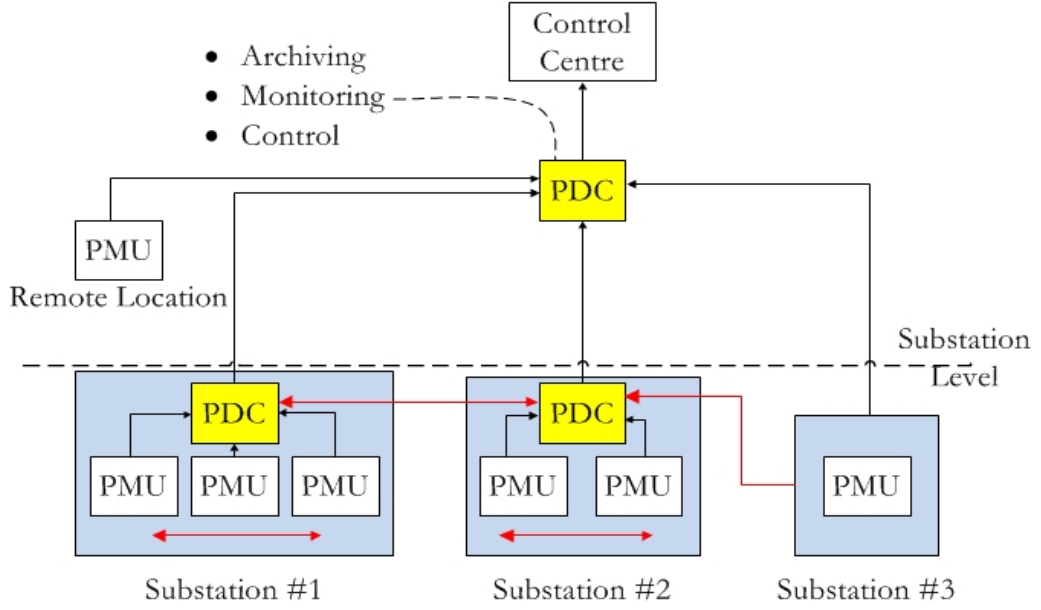 Control
Centre
• Archiving
• Monitoring
• Control
PDC
PMU
Remote Location
Substation
Level
PDC
PDC
PMU
PMU
PMU
PMU
PMU
PMU
Substation #1
Substation #2
Substation #3